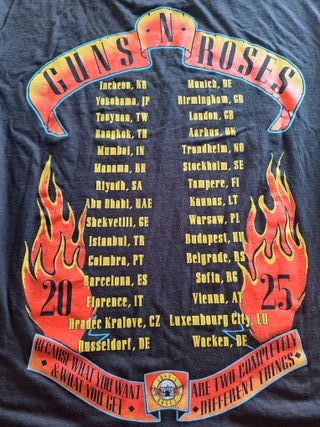 GUNS N' ROSES
Incheon, KR
Yokohama, JP
Taoyuan, TW
Bangkok, TH
Mumbai, IN
Manama, BH
Riyadh, SA
Abu Dhabi, UAE
Shekvetili, GE
Istanbul, TR
Coimbra, PT
Barcelona, ES
Florence, IT
Hradec Kralove, CZ
Dusseldorf, DE
Munich, DE
Birmingham, GB
London, GB
Aarhus, DK
Trondheim, NO
Stockholm, SE
Tampere, FI
Kaunas, LT
Warsaw, PL
Budapest, HU
Belgrade, RS
Sofia, BG
Vienna, AT
Luxembourg City, LU
Wacken, DE
20
25
BECAUSE WHAT YOU WANT
& WHAT YOU GET
ARE TWO COMPLETELY
DIFFERENT THINGS